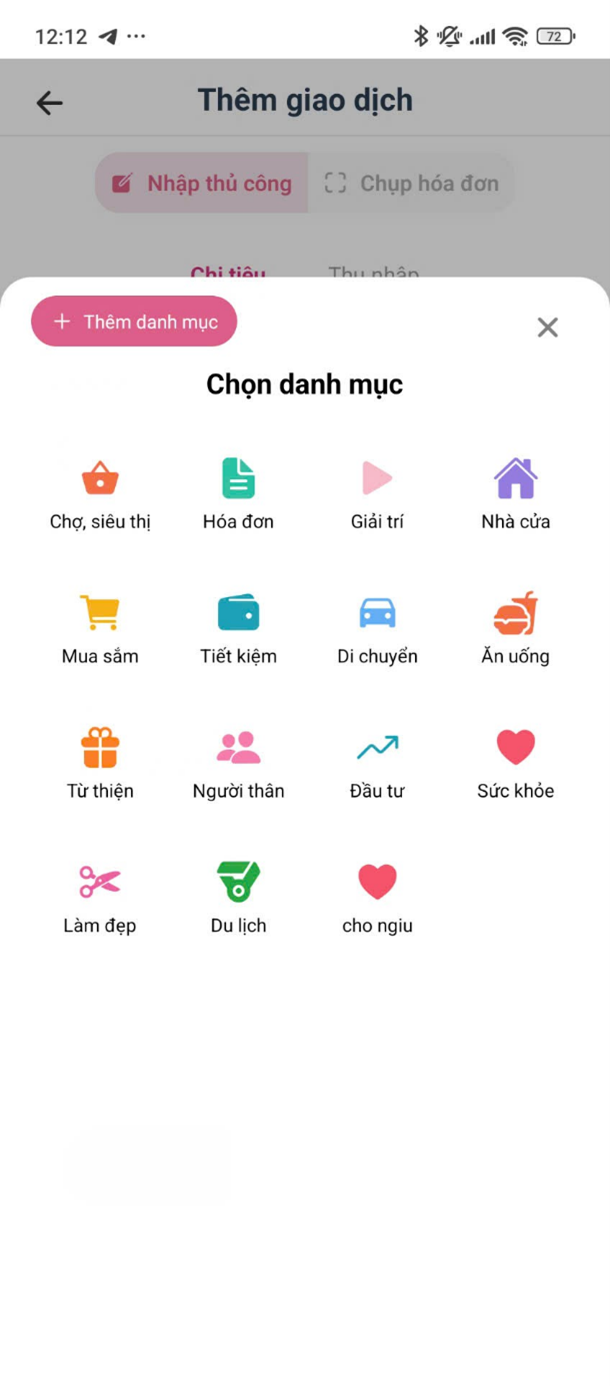 12:12
72
Thêm giao dịch
Nhập thủ công
Chụp hóa đơn
Chi tiêu
Thu nhập
Thêm danh mục
Chọn danh mục
Chợ, siêu thị
Hóa đơn
Giải trí
Nhà cửa
Mua sắm
Tiết kiệm
Di chuyển
Ăn uống
Từ thiện
Người thân
Đầu tư
Sức khỏe
Làm đẹp
Du lịch
cho ngiu